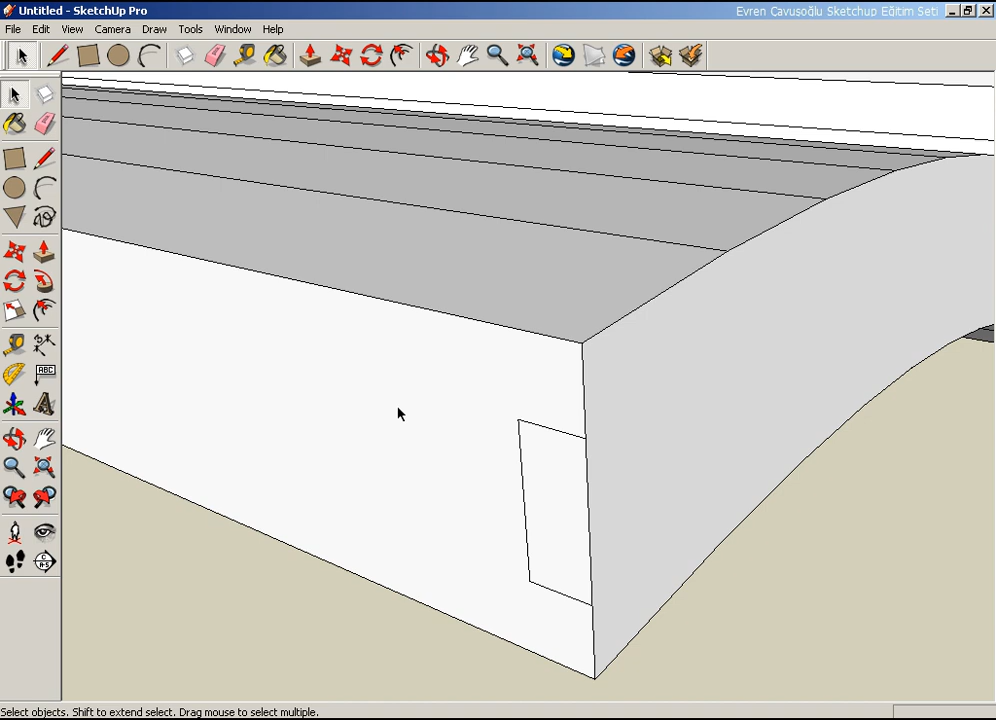 Untitled - SketchUp Pro
Evren Çavuşoğlu Sketchup Eğitim Seti
File Edit View Camera Draw Tools Window Help
ABC
Select objects. Shift to extend select. Drag mouse to select multiple.